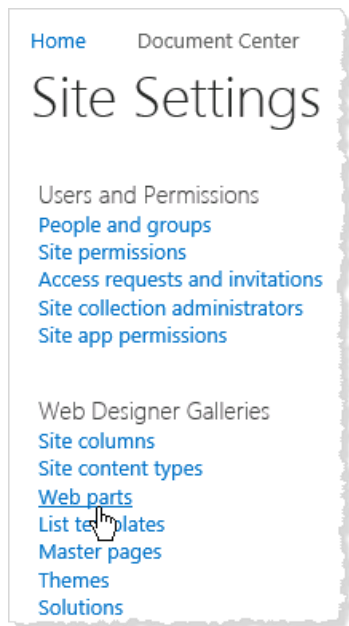 Home Document Center
Site Settings
Users and Permissions
People and groups
Site permissions
Access requests and invitations
Site collection administrators
Site app permissions
Web Designer Galleries
Site columns
Site content types
Web parts
List templates
Master pages
Themes
Solutions